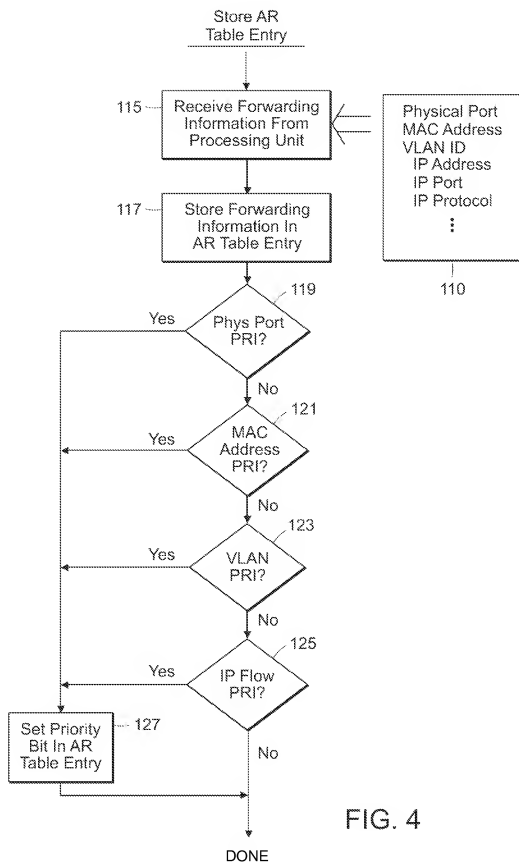 Store AR
Table Entry
115
Receive Forwarding
Information From
Processing Unit
Physical Port
MAC Address
VLAN ID
IP Address
IP Port
IP Protocol
⋮
110
117
Store Forwarding
Information In
AR Table Entry
119
Phys Port
PRI?
Yes
No
121
MAC
Address
PRI?
Yes
No
123
VLAN
PRI?
Yes
No
125
IP Flow
PRI?
Yes
No
Set Priority
Bit In AR
Table Entry
127
FIG. 4
DONE